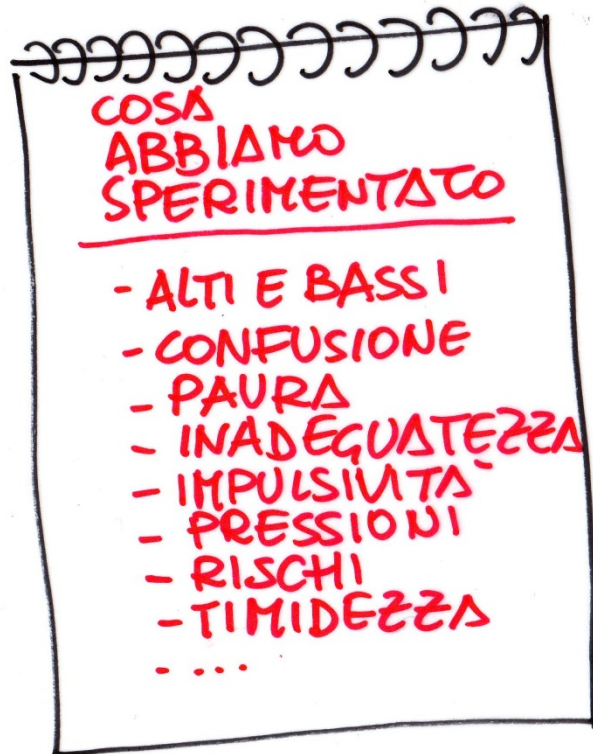 COSA
ABBIAMO
SPERIMENTATO
- ALTI E BASSI
- CONFUSIONE
- PAURA
- INADEGUATEZZA
- IMPULSIVITÀ
- PRESSIONI
- RISCHI
- TIMIDEZZA
- ....